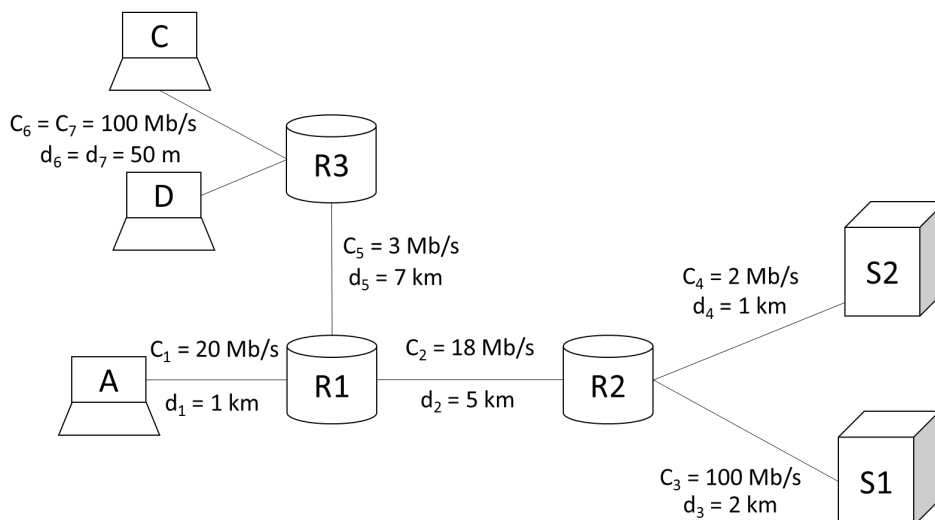 C
C₆ = C₇ = 100 Mb/s
d₆ = d₇ = 50 m
D
R3
C₅ = 3 Mb/s
d₅ = 7 km
C₄ = 2 Mb/s
d₄ = 1 km
S2
A
C₁ = 20 Mb/s
d₁ = 1 km
R1
C₂ = 18 Mb/s
d₂ = 5 km
R2
C₃ = 100 Mb/s
d₃ = 2 km
S1